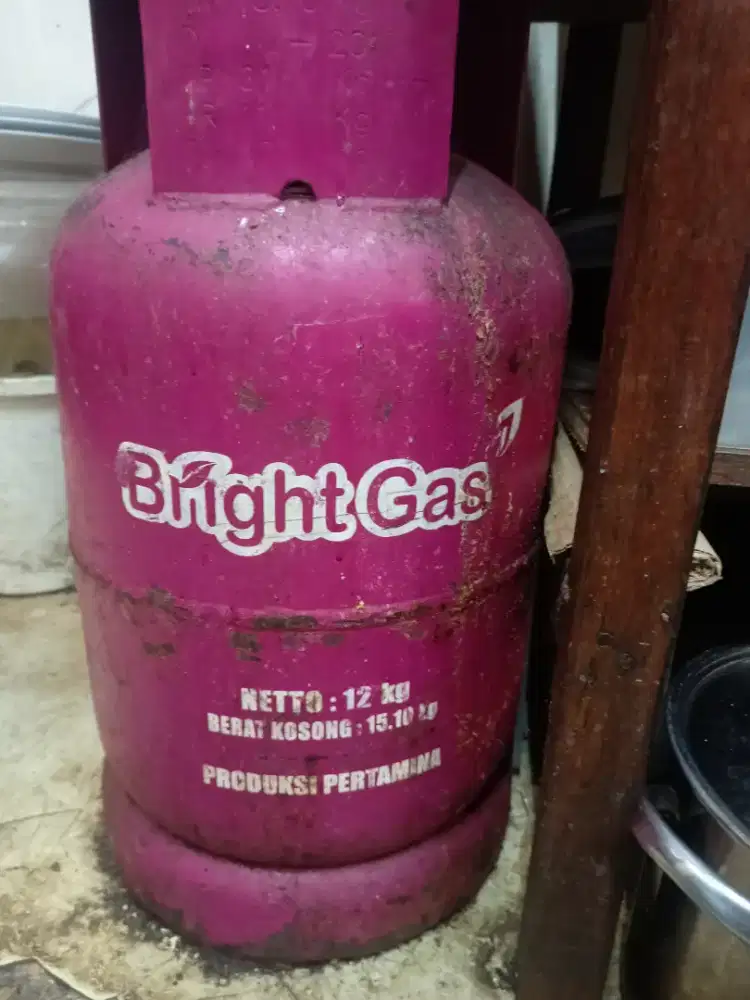 Bright Gas
NETTO : 12 kg
BERAT KOSONG : 15.10 kg
PRODUKSI PERTAMINA